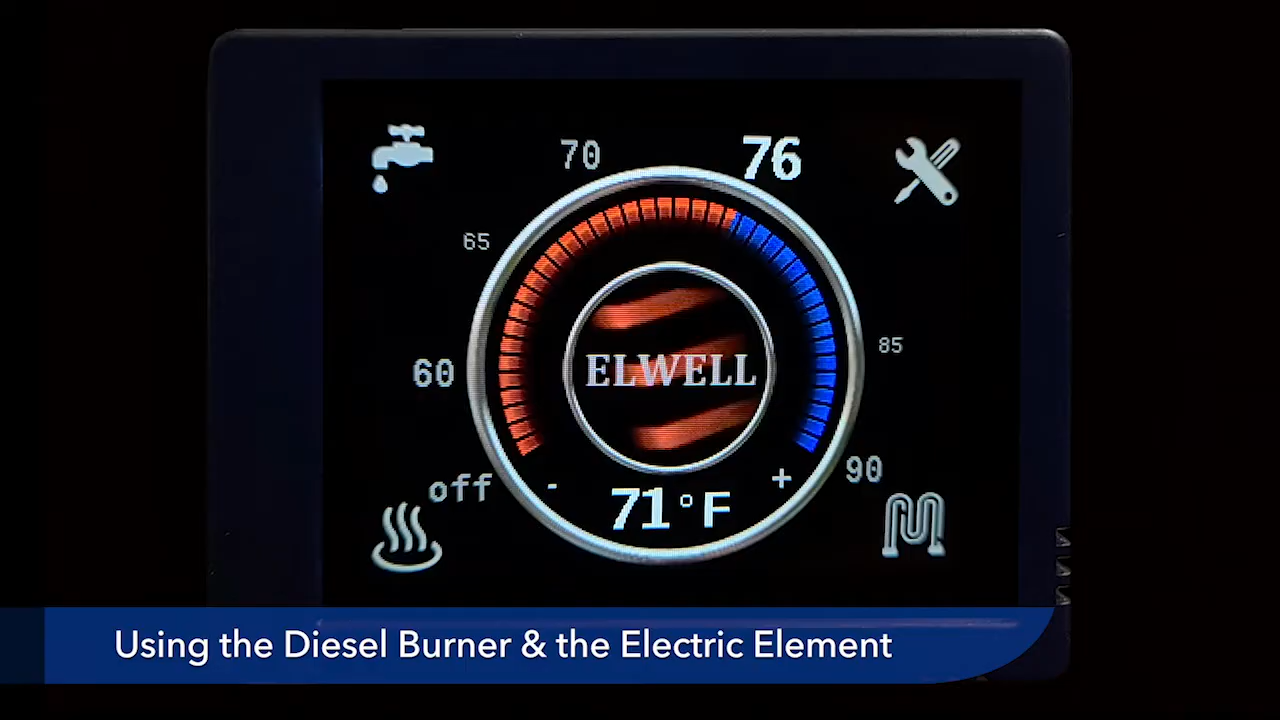 70
76
65
ELWELL
85
60
90
off
-
+
71°F
Using the Diesel Burner & the Electric Element